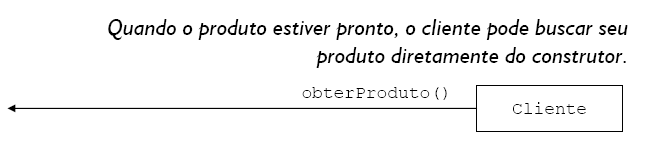 Quando o produto estiver pronto, o cliente pode buscar seu
produto diretamente do construtor.
obterProduto()
Cliente